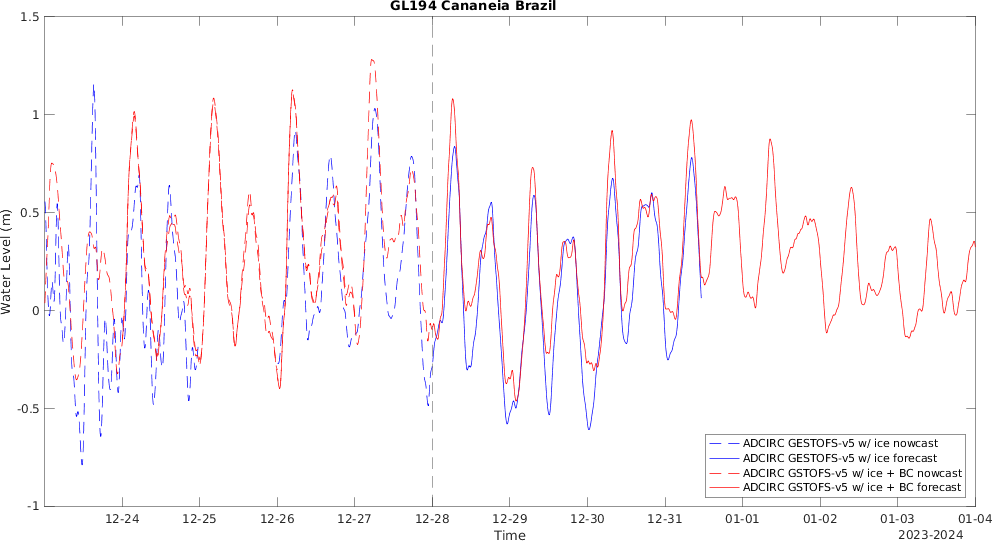 GL194 Cananeia Brazil
1.5
1
0.5
0
-0.5
-1
Water Level (m)
12-24 12-25 12-26 12-27 12-28 12-29 12-30 12-31 01-01 01-02 01-03 01-04
Time
2023-2024
ADCIRC GESTOFS-v5 w/ ice nowcast
ADCIRC GESTOFS-v5 w/ ice forecast
ADCIRC GSTOFS-v5 w/ ice + BC nowcast
ADCIRC GSTOFS-v5 w/ ice + BC forecast